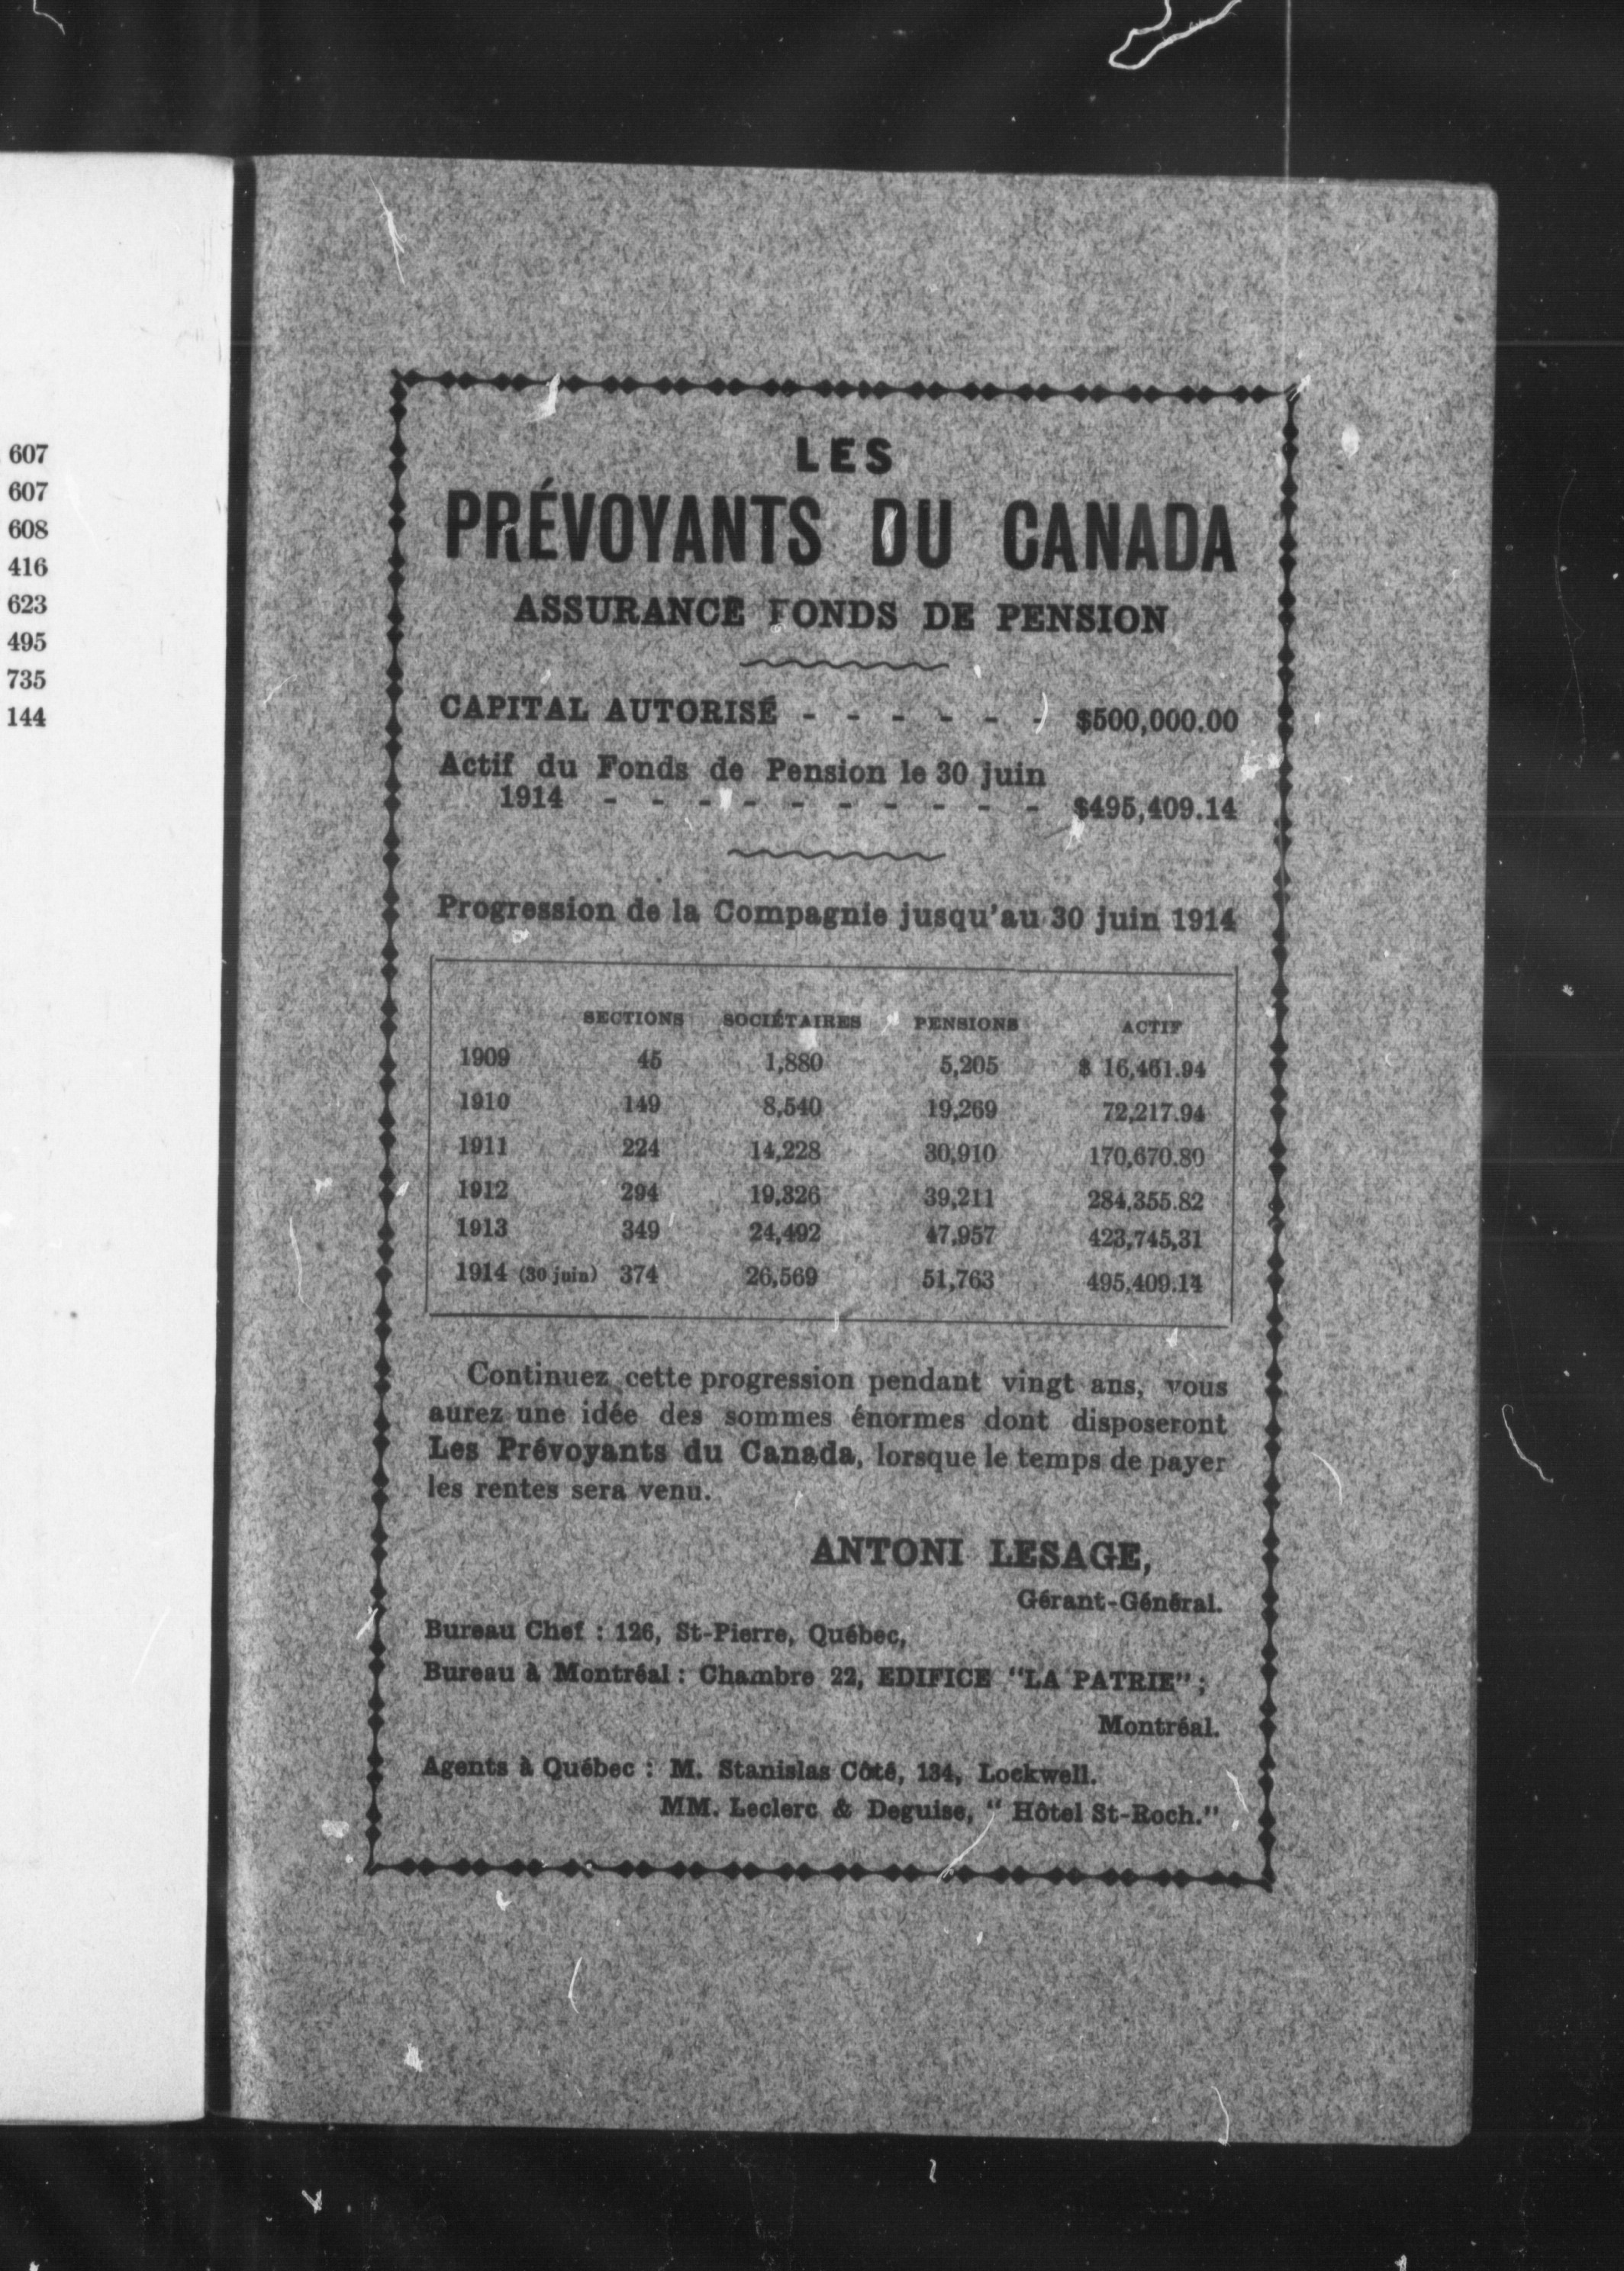 607
607
608
416
623
495
735
144
LES
PRÉVOYANTS DU CANADA
ASSURANCE FONDS DE PENSION
CAPITAL AUTORISÉ - - - - - - $500,000.00
Actif du Fonds de Pension le 30 juin
1914 - - - - - - - - - - $495,409.14
Progression de la Compagnie jusqu'au 30 juin 1914
SECTIONS SOCIÉTAIRES PENSIONS ACTIF
1909 45 1,880 5,205 $ 16,461.94
1910 149 8,540 19,269 72,217.94
1911 224 14,228 30,910 170,670.80
1912 294 19,326 39,211 284,355.82
1913 349 24,492 47,957 423,745,31
1914 (30 juin) 374 26,569 51,763 495,409.14
Continuez cette progression pendant vingt ans, vous
aurez une idée des sommes énormes dont disposeront
Les Prévoyants du Canada, lorsque le temps de payer
les rentes sera venu.
ANTONI LESAGE,
Gérant-Général.
Bureau Chef : 126, St-Pierre, Québec,
Bureau à Montréal : Chambre 22, EDIFICE "LA PATRIE" ;
Montréal.
Agents à Québec : M. Stanislas Côté, 134, Lockwell.
MM. Leclerc & Deguise, " Hôtel St-Roch."